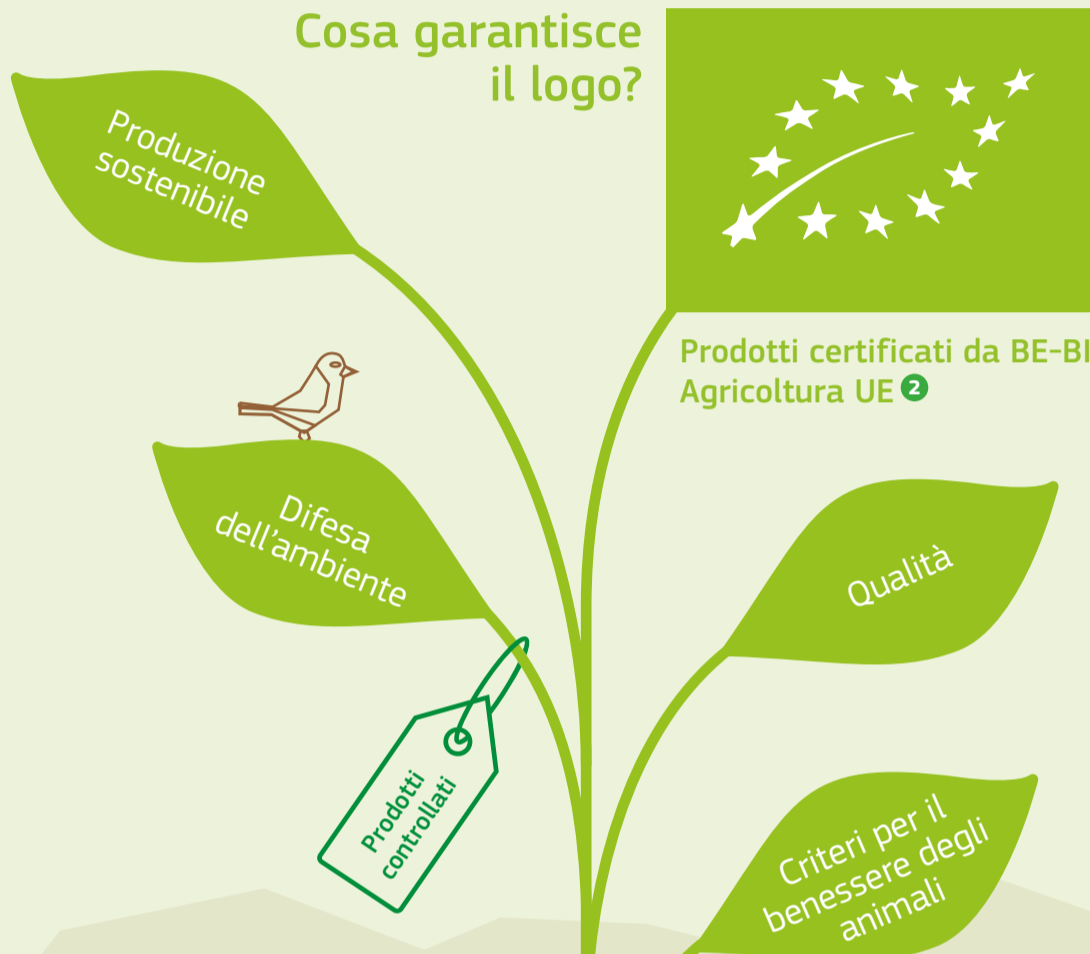 Cosa garantisce
il logo?
Produzione
sostenibile
Prodotti certificati da BE-BI
Agricoltura UE 2
Difesa
dell'ambiente
Qualità
Prodotti
controllati
Criteri per il
benessere degli
animali